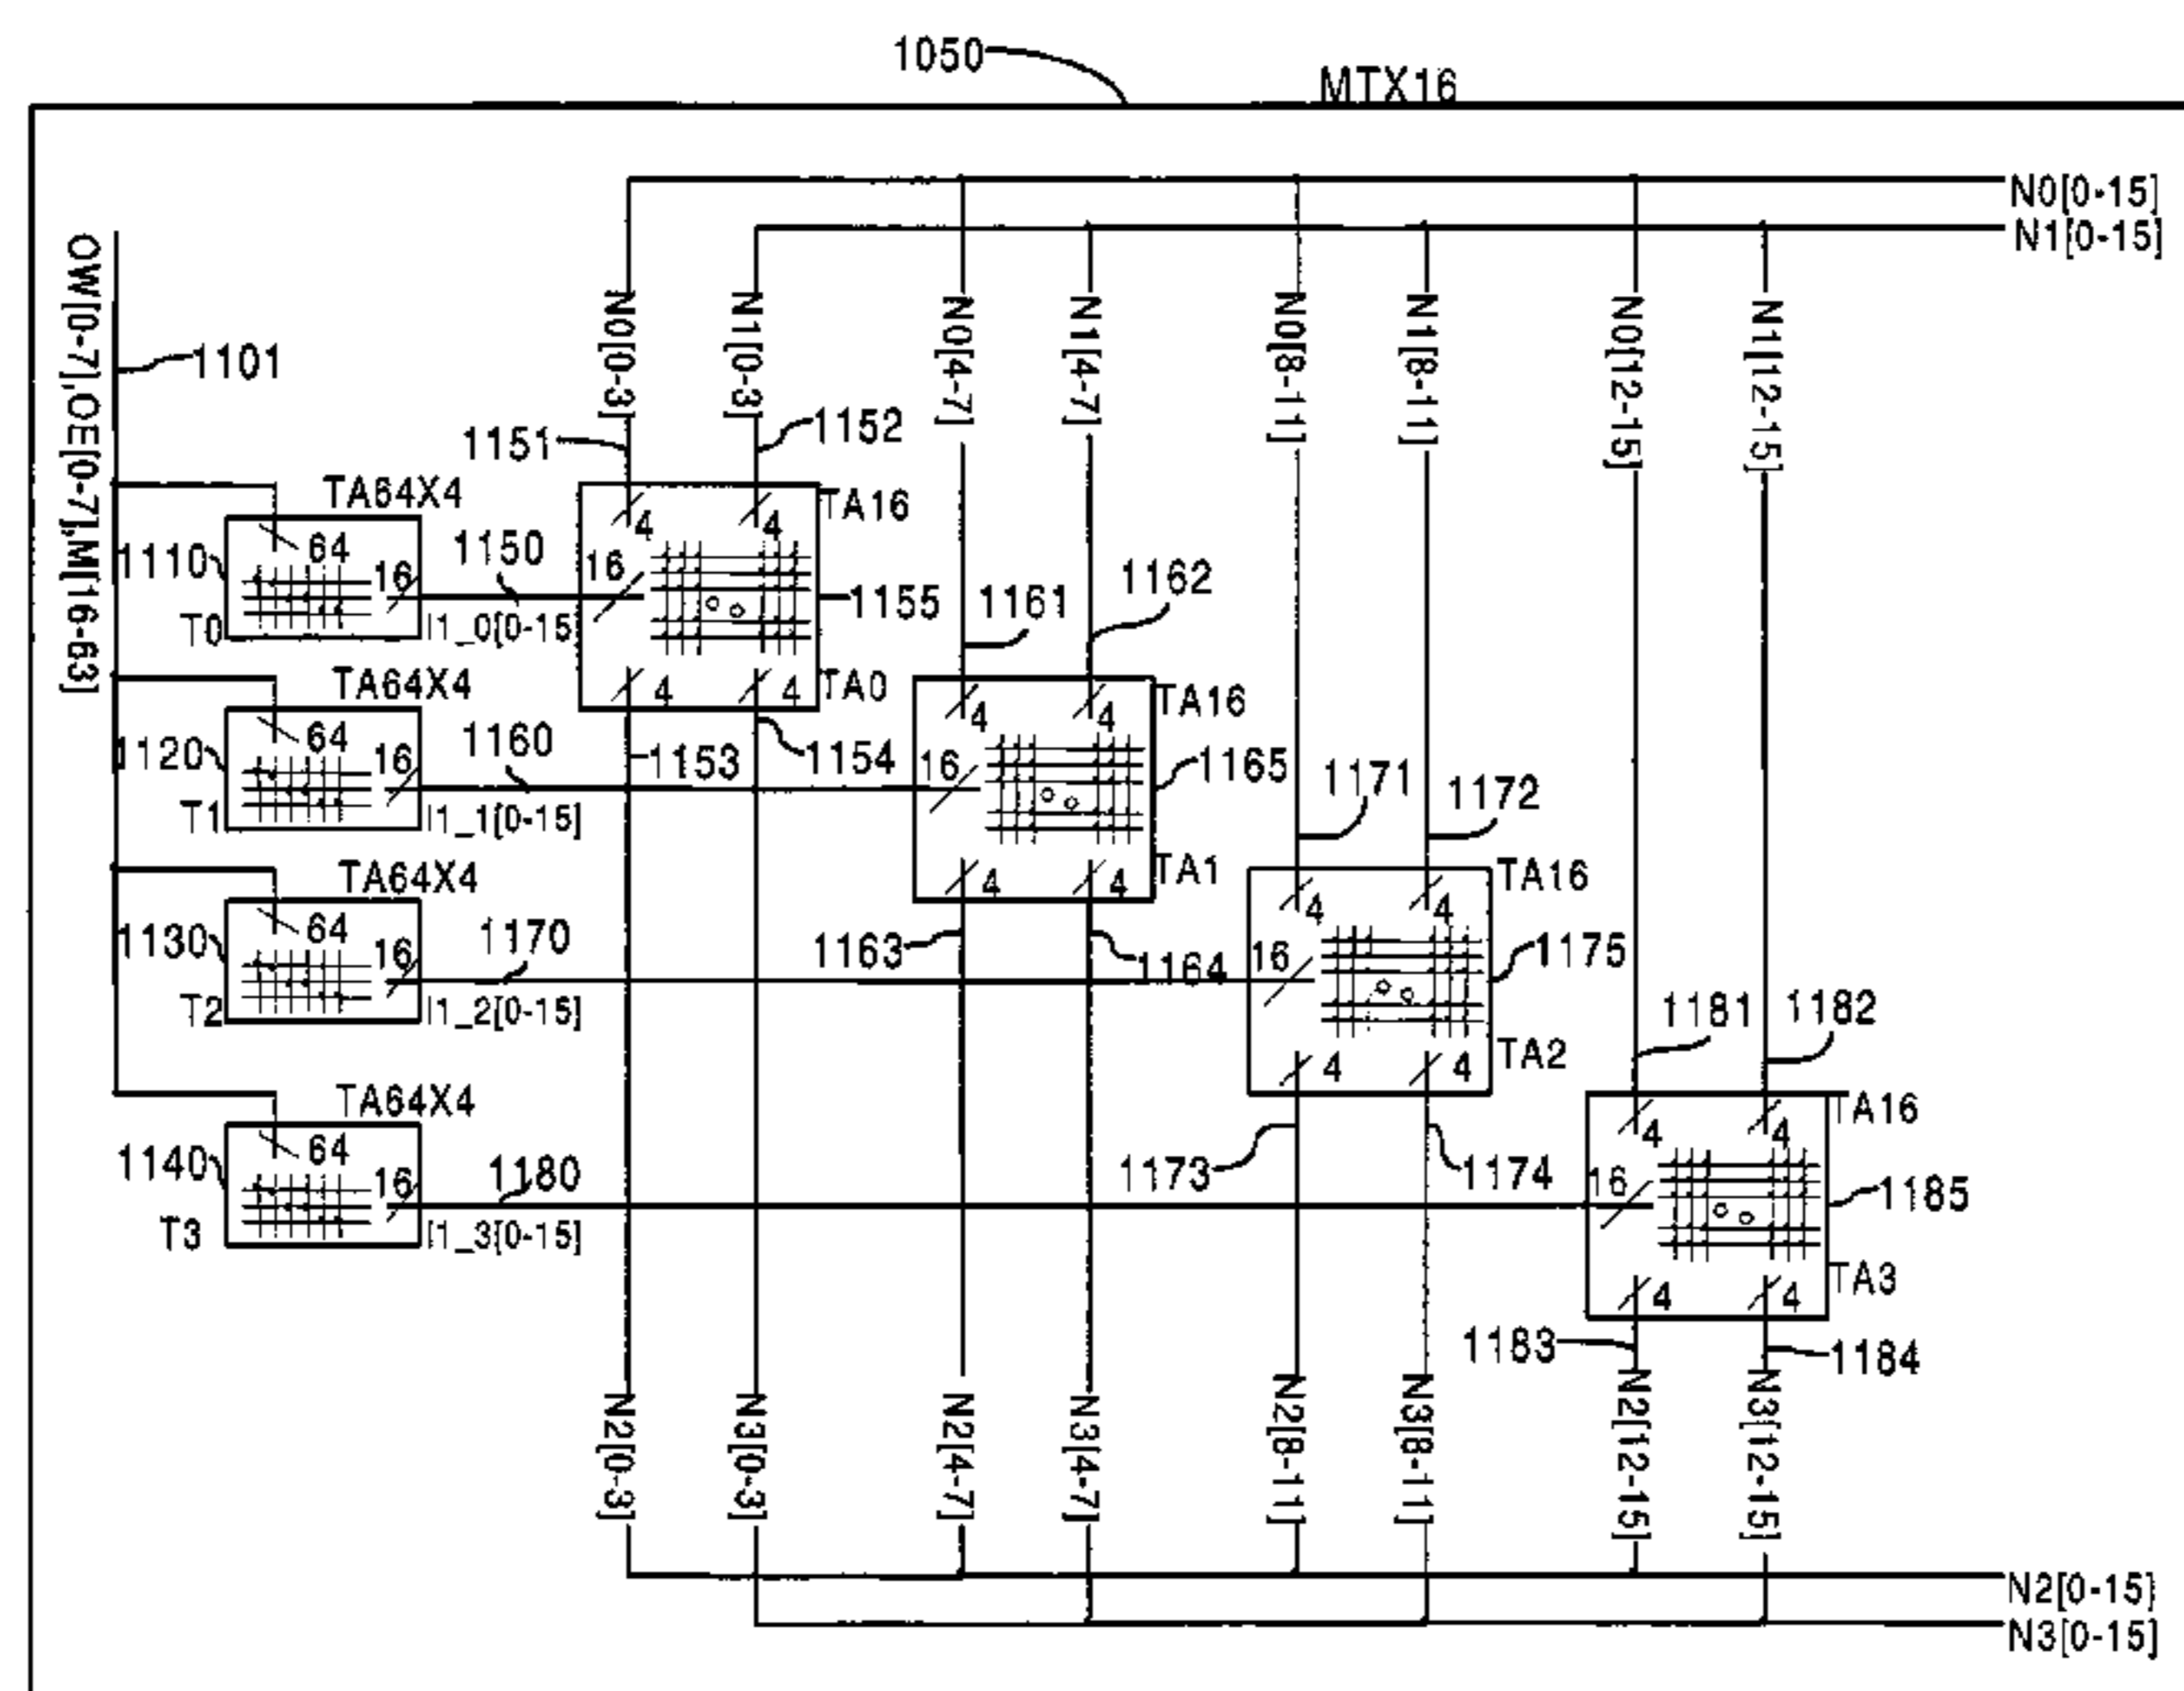 1050
MTX16
N0[0-15]
N1[0-15]
OW[0-7],OE[0-7],M[16-63]
1101
N0[0-3]
N1[0-3]
N0[4-7]
N1[4-7]
N0[8-11]
N1[8-11]
N0[12-15]
N1[12-15]
1151
1152
TA64X4
1110
64
16
T0
1150
I1_0[0-15]
4
4
TA16
16
1155
4
4
TA0
1153
1154
TA64X4
1120
64
16
T1
1160
I1_1[0-15]
1161
1162
4
4
TA16
16
1165
4
4
TA1
1163
1164
TA64X4
1130
64
16
T2
1170
I1_2[0-15]
1171
1172
4
4
TA16
16
1175
4
4
TA2
1173
1174
TA64X4
1140
64
16
T3
1180
I1_3[0-15]
1181
1182
4
4
TA16
16
1185
4
4
TA3
1183
1184
N2[0-3]
N3[0-3]
N2[4-7]
N3[4-7]
N2[8-11]
N3[8-11]
N2[12-15]
N3[12-15]
N2[0-15]
N3[0-15]